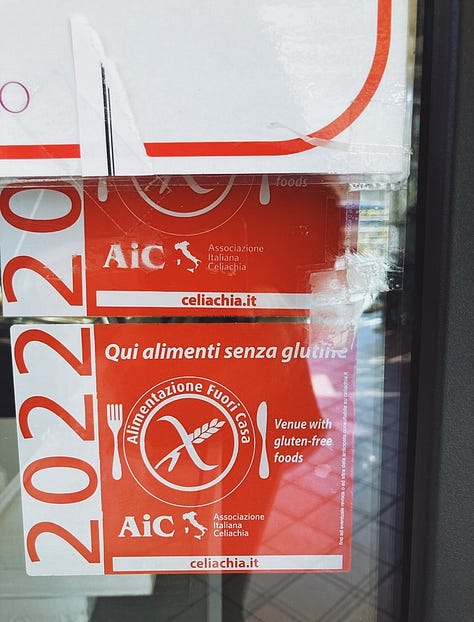 foods
202
AiC
Associazione
Italiana
Celiachia
celiachia.it
2022
Qui alimenti senza glutine
Alimentazione Fuori Casa
Venue with
gluten-free
foods
AiC
Associazione
Italiana
Celiachia
celiachia.it